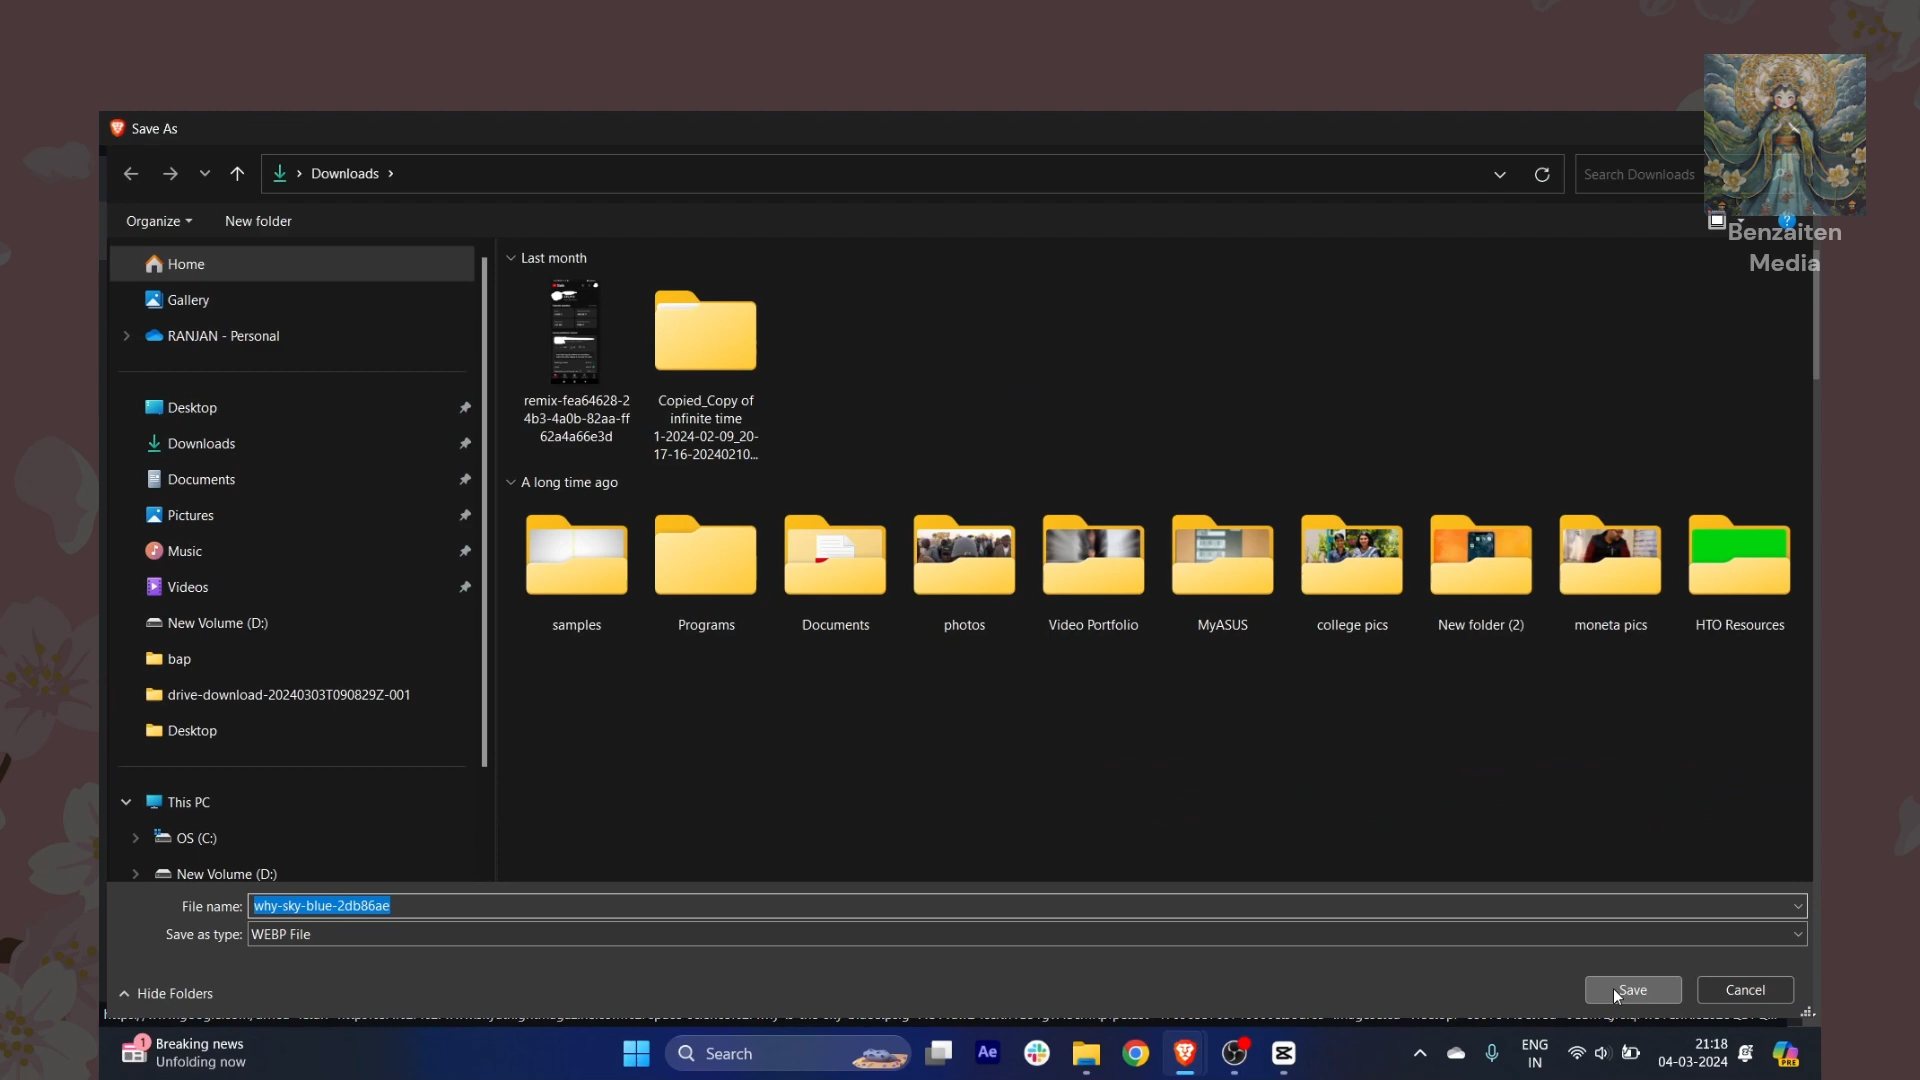 Save As
Downloads
Search Downloads
Organize
New folder
Benzaiten
Media
Home
Gallery
RANJAN - Personal
Desktop
Downloads
Documents
Pictures
Music
Videos
New Volume (D:)
bap
drive-download-20240303T090829Z-001
Desktop
This PC
OS (C:)
New Volume (D:)
Last month
remix-fea64628-2
4b3-4a0b-82aa-ff
62a4a66e3d
Copied_Copy of
infinite time
1-2024-02-09_20-
17-16-20240210...
A long time ago
samples
Programs
Documents
photos
Video Portfolio
MyASUS
college pics
New folder (2)
moneta pics
HTO Resources
File name: why-sky-blue-2db86ae
Save as type: WEBP File
Hide Folders
Save
Cancel
1
Breaking news
Unfolding now
Search
Ae
ENG
IN
21:18
04-03-2024
PRE